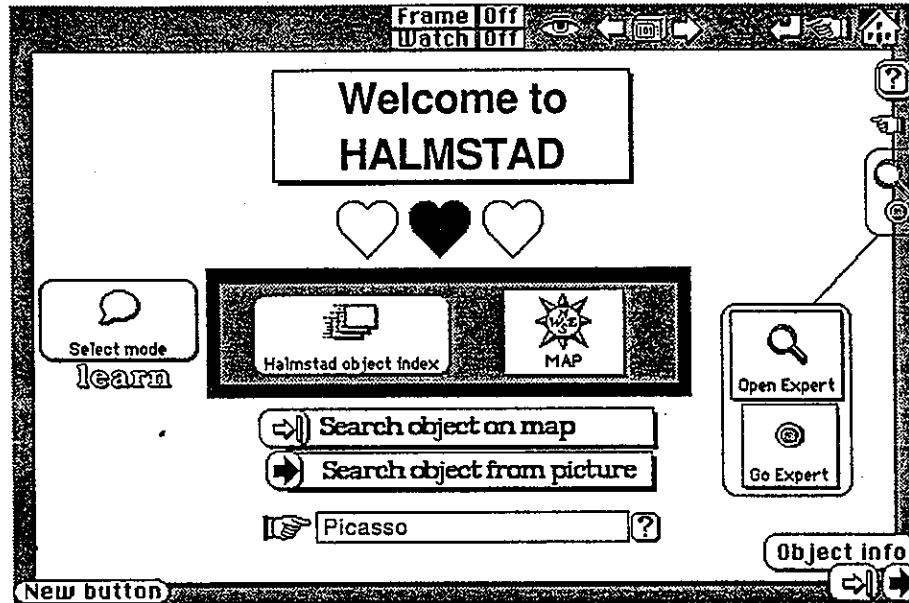 Frame Off
Watch Off
Welcome to
HALMSTAD
?
Select mode
learn
Halmstad object index
N
W E
S
MAP
Open Expert
Go Expert
Search object on map
Search object from picture
Picasso ?
Object info
New button